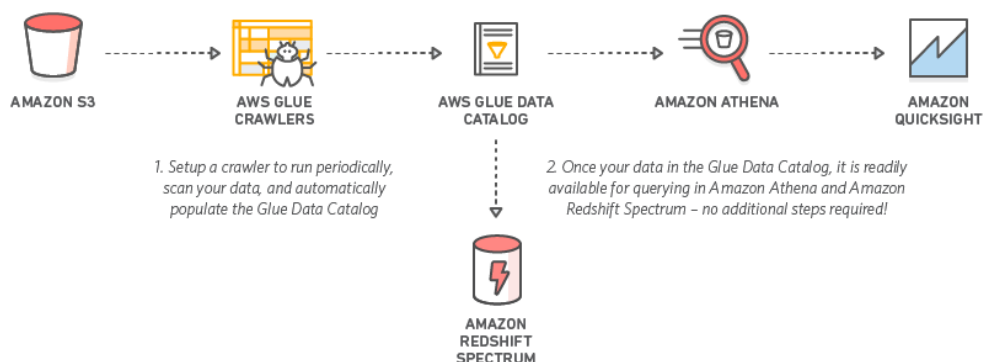 AMAZON S3
AWS GLUE
CRAWLERS
AWS GLUE DATA
CATALOG
AMAZON ATHENA
AMAZON
QUICKSIGHT
1. Setup a crawler to run periodically,
scan your data, and automatically
populate the Glue Data Catalog
2. Once your data in the Glue Data Catalog, it is readily
available for querying in Amazon Athena and Amazon
Redshift Spectrum – no additional steps required!
AMAZON
REDSHIFT
SPECTRUM